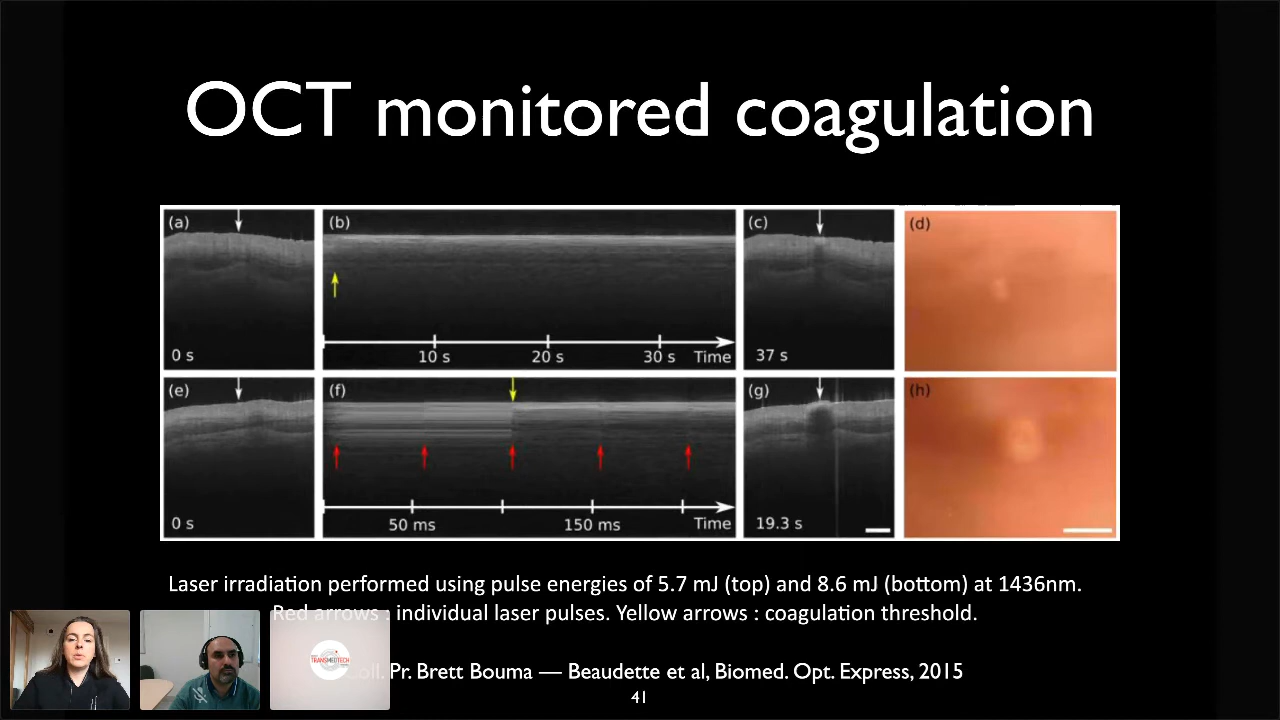 OCT monitored coagulation
(a)
0 s
(b)
10 s 20 s 30 s Time
(c)
37 s
(d)
(e)
0 s
(f)
50 ms 150 ms Time
(g)
19.3 s
(h)
Laser irradiation performed using pulse energies of 5.7 mJ (top) and 8.6 mJ (bottom) at 1436nm.
Red arrows : individual laser pulses. Yellow arrows : coagulation threshold.
TRANSMEDTECH
Coll. Pr. Brett Bouma — Beaudette et al, Biomed. Opt. Express, 2015
41